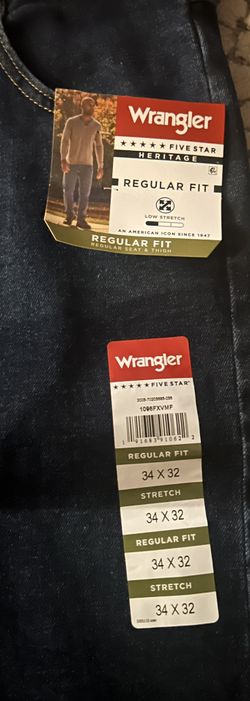 Wrangler
★★★★★ FIVE STAR
HERITAGE
REGULAR FIT
LOW STRETCH
REGULAR FIT
REGULAR SEAT & THIGH
AN AMERICAN ICON SINCE 1947
Wrangler
★★★★★ FIVE STAR
1096FXVMF
REGULAR FIT
34 X 32
STRETCH
34 X 32
REGULAR FIT
34 X 32
STRETCH
34 X 32